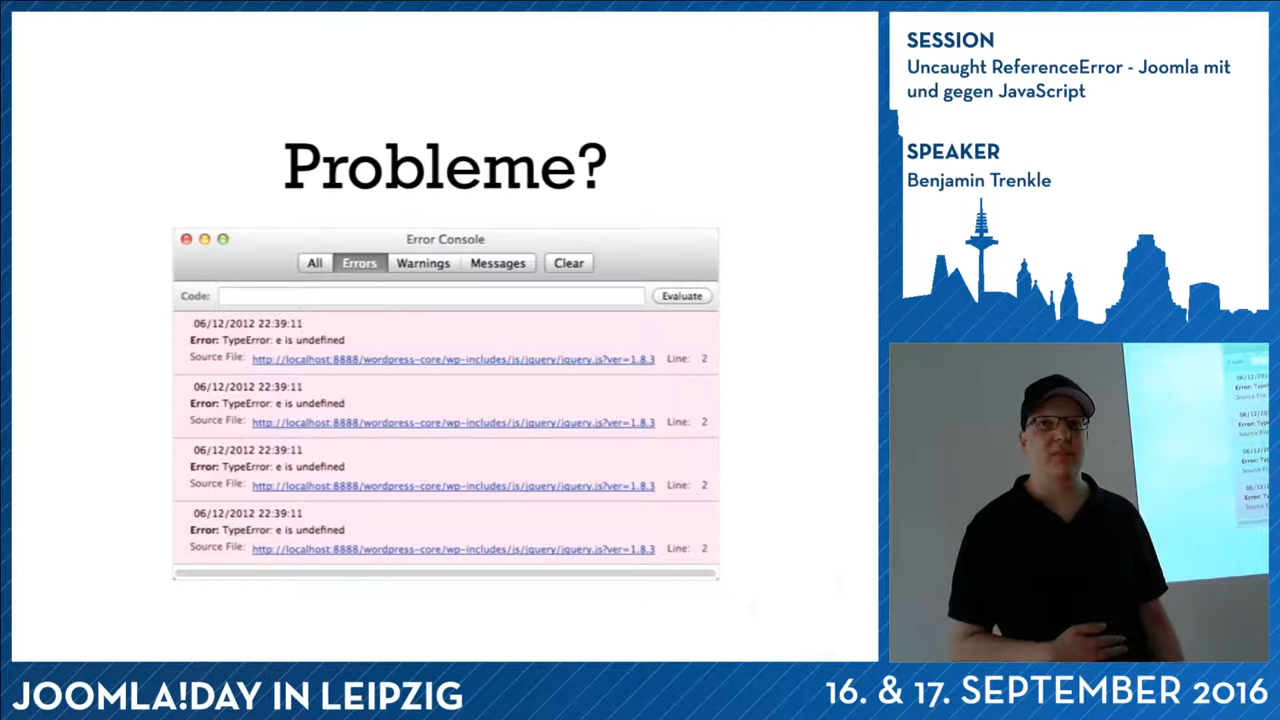 Probleme?
Error Console
All Errors Warnings Messages Clear
Code: Evaluate
06/12/2012 22:39:11
Error: TypeError: e is undefined
Source File: http://localhost:8888/wordpress-core/wp-includes/js/jquery/jquery.js?ver=1.8.3 Line: 2
06/12/2012 22:39:11
Error: TypeError: e is undefined
Source File: http://localhost:8888/wordpress-core/wp-includes/js/jquery/jquery.js?ver=1.8.3 Line: 2
06/12/2012 22:39:11
Error: TypeError: e is undefined
Source File: http://localhost:8888/wordpress-core/wp-includes/js/jquery/jquery.js?ver=1.8.3 Line: 2
06/12/2012 22:39:11
Error: TypeError: e is undefined
Source File: http://localhost:8888/wordpress-core/wp-includes/js/jquery/jquery.js?ver=1.8.3 Line: 2
SESSION
Uncaught ReferenceError - Joomla mit
und gegen JavaScript
SPEAKER
Benjamin Trenkle
JOOMLA!DAY IN LEIPZIG
16. & 17. SEPTEMBER 2016